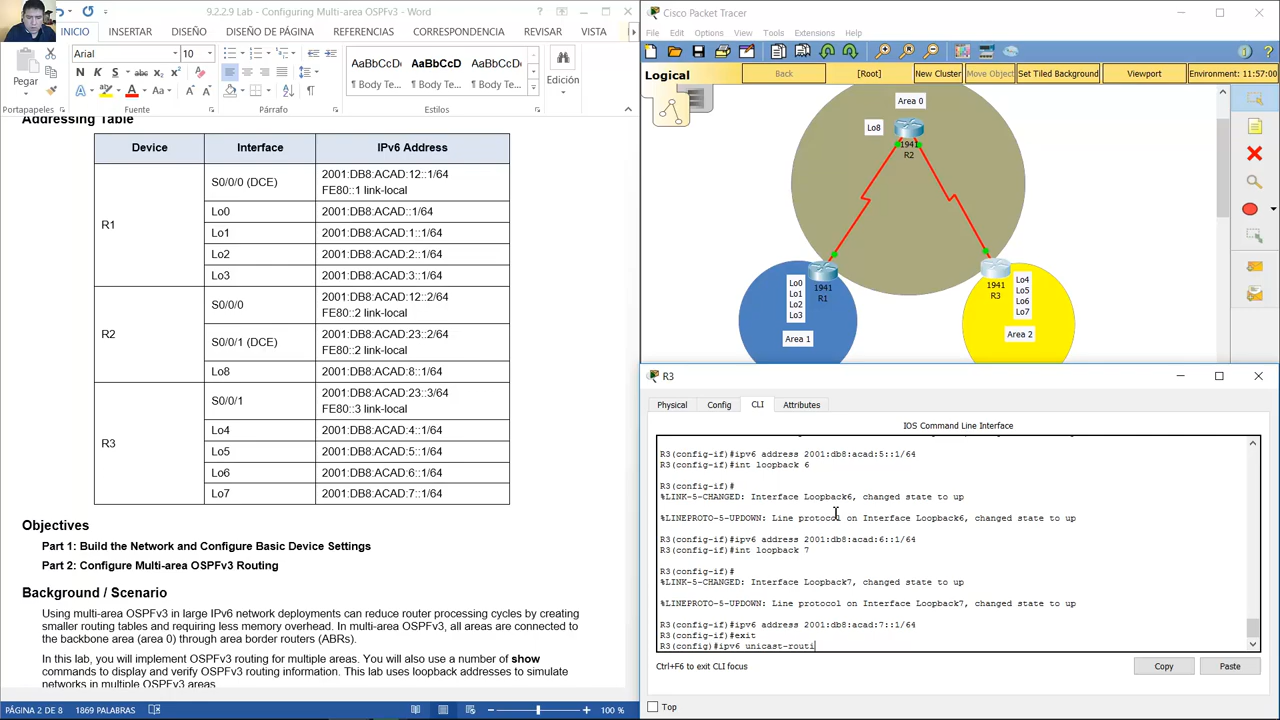 9.2.2.9 Lab - Configuring Multi-area OSPFv3 - Word
INICIO
INSERTAR
DISEÑO
DISEÑO DE PÁGINA
REFERENCIAS
CORRESPONDENCIA
REVISAR
VISTA
Pegar
Arial
10
N K S
AaBbCcD AaBbCcD AaBbCcD
¶ Body Te... ¶ Body Te... ¶ Body Te...
Edición
Portapapeles
Fuente
Párrafo
Estilos
Addressing Table
Device Interface IPv6 Address
R1
S0/0/0 (DCE) 2001:DB8:ACAD:12::1/64
FE80::1 link-local
Lo0 2001:DB8:ACAD::1/64
Lo1 2001:DB8:ACAD:1::1/64
Lo2 2001:DB8:ACAD:2::1/64
Lo3 2001:DB8:ACAD:3::1/64
R2
S0/0/0 2001:DB8:ACAD:12::2/64
FE80::2 link-local
S0/0/1 (DCE) 2001:DB8:ACAD:23::2/64
FE80::2 link-local
Lo8 2001:DB8:ACAD:8::1/64
R3
S0/0/1 2001:DB8:ACAD:23::3/64
FE80::3 link-local
Lo4 2001:DB8:ACAD:4::1/64
Lo5 2001:DB8:ACAD:5::1/64
Lo6 2001:DB8:ACAD:6::1/64
Lo7 2001:DB8:ACAD:7::1/64
Objectives
Part 1: Build the Network and Configure Basic Device Settings
Part 2: Configure Multi-area OSPFv3 Routing
Background / Scenario
Using multi-area OSPFv3 in large IPv6 network deployments can reduce router processing cycles by creating
smaller routing tables and requiring less memory overhead. In multi-area OSPFv3, all areas are connected to
the backbone area (area 0) through area border routers (ABRs).
In this lab, you will implement OSPFv3 routing for multiple areas. You will also use a number of show
commands to display and verify OSPFv3 routing information. This lab uses loopback addresses to simulate
networks in multiple OSPFv3 areas.
PÁGINA 2 DE 8
1869 PALABRAS
100 %
Cisco Packet Tracer
File Edit Options View Tools Extensions Help
Logical
Back
[Root]
New Cluster
Move Object
Set Tiled Background
Viewport
Environment: 11:57:00
Area 0
Lo8
1941
R2
Lo0
Lo1
Lo2
Lo3
1941
R1
Area 1
1941
R3
Lo4
Lo5
Lo6
Lo7
Area 2
R3
Physical Config CLI Attributes
IOS Command Line Interface
R3(config-if)#ipv6 address 2001:db8:acad:5::1/64
R3(config-if)#int loopback 6
R3(config-if)#
%LINK-5-CHANGED: Interface Loopback6, changed state to up
%LINEPROTO-5-UPDOWN: Line protocol on Interface Loopback6, changed state to up
R3(config-if)#ipv6 address 2001:db8:acad:6::1/64
R3(config-if)#int loopback 7
R3(config-if)#
%LINK-5-CHANGED: Interface Loopback7, changed state to up
%LINEPROTO-5-UPDOWN: Line protocol on Interface Loopback7, changed state to up
R3(config-if)#ipv6 address 2001:db8:acad:7::1/64
R3(config-if)#exit
R3(config)#ipv6 unicast-routi
Ctrl+F6 to exit CLI focus
Copy
Paste
Top